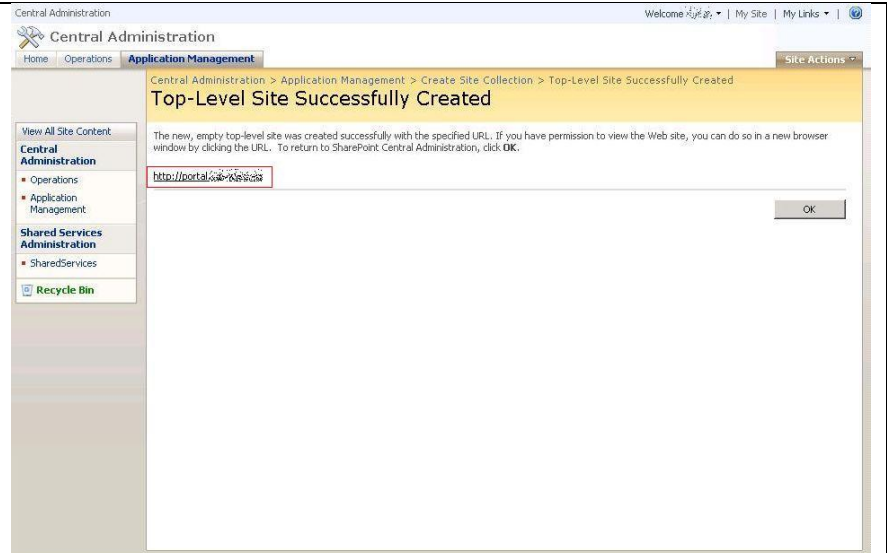 Central Administration
Welcome | My Site | My Links |
Central Administration
Home Operations Application Management Site Actions
Central Administration > Application Management > Create Site Collection > Top-Level Site Successfully Created
Top-Level Site Successfully Created
View All Site Content
Central
Administration
Operations
Application
Management
Shared Services
Administration
SharedServices
Recycle Bin
The new, empty top-level site was created successfully with the specified URL. If you have permission to view the Web site, you can do so in a new browser
window by clicking the URL. To return to SharePoint Central Administration, click OK.
http://portal
OK